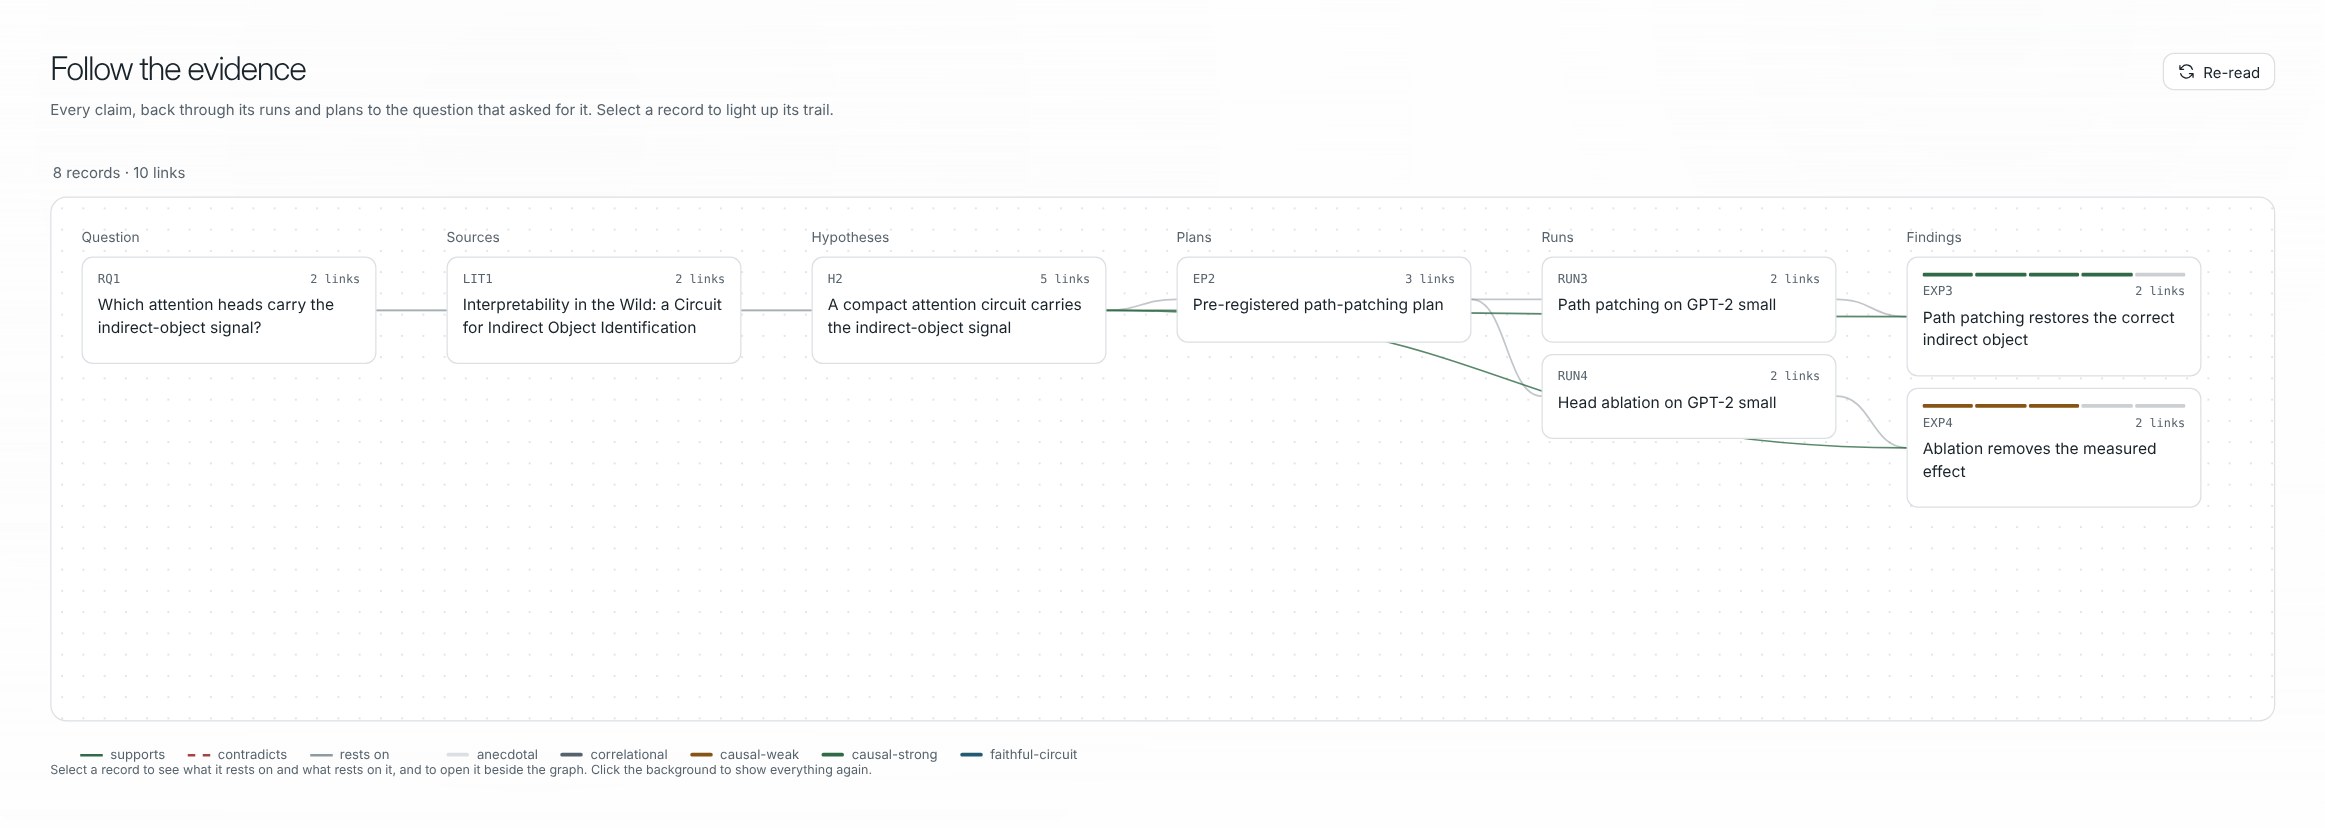 Follow the evidence
Re-read
Every claim, back through its runs and plans to the question that asked for it. Select a record to light up its trail.
8 records · 10 links
Question
RQ1 2 links
Which attention heads carry the
indirect-object signal?
Sources
LIT1 2 links
Interpretability in the Wild: a Circuit
for Indirect Object Identification
Hypotheses
H2 5 links
A compact attention circuit carries
the indirect-object signal
Plans
EP2 3 links
Pre-registered path-patching plan
Runs
RUN3 2 links
Path patching on GPT-2 small
RUN4 2 links
Head ablation on GPT-2 small
Findings
EXP3 2 links
Path patching restores the correct
indirect object
EXP4 2 links
Ablation removes the measured
effect
supports contradicts rests on anecdotal correlational causal-weak causal-strong faithful-circuit
Select a record to see what it rests on and what rests on it, and to open it beside the graph. Click the background to show everything again.